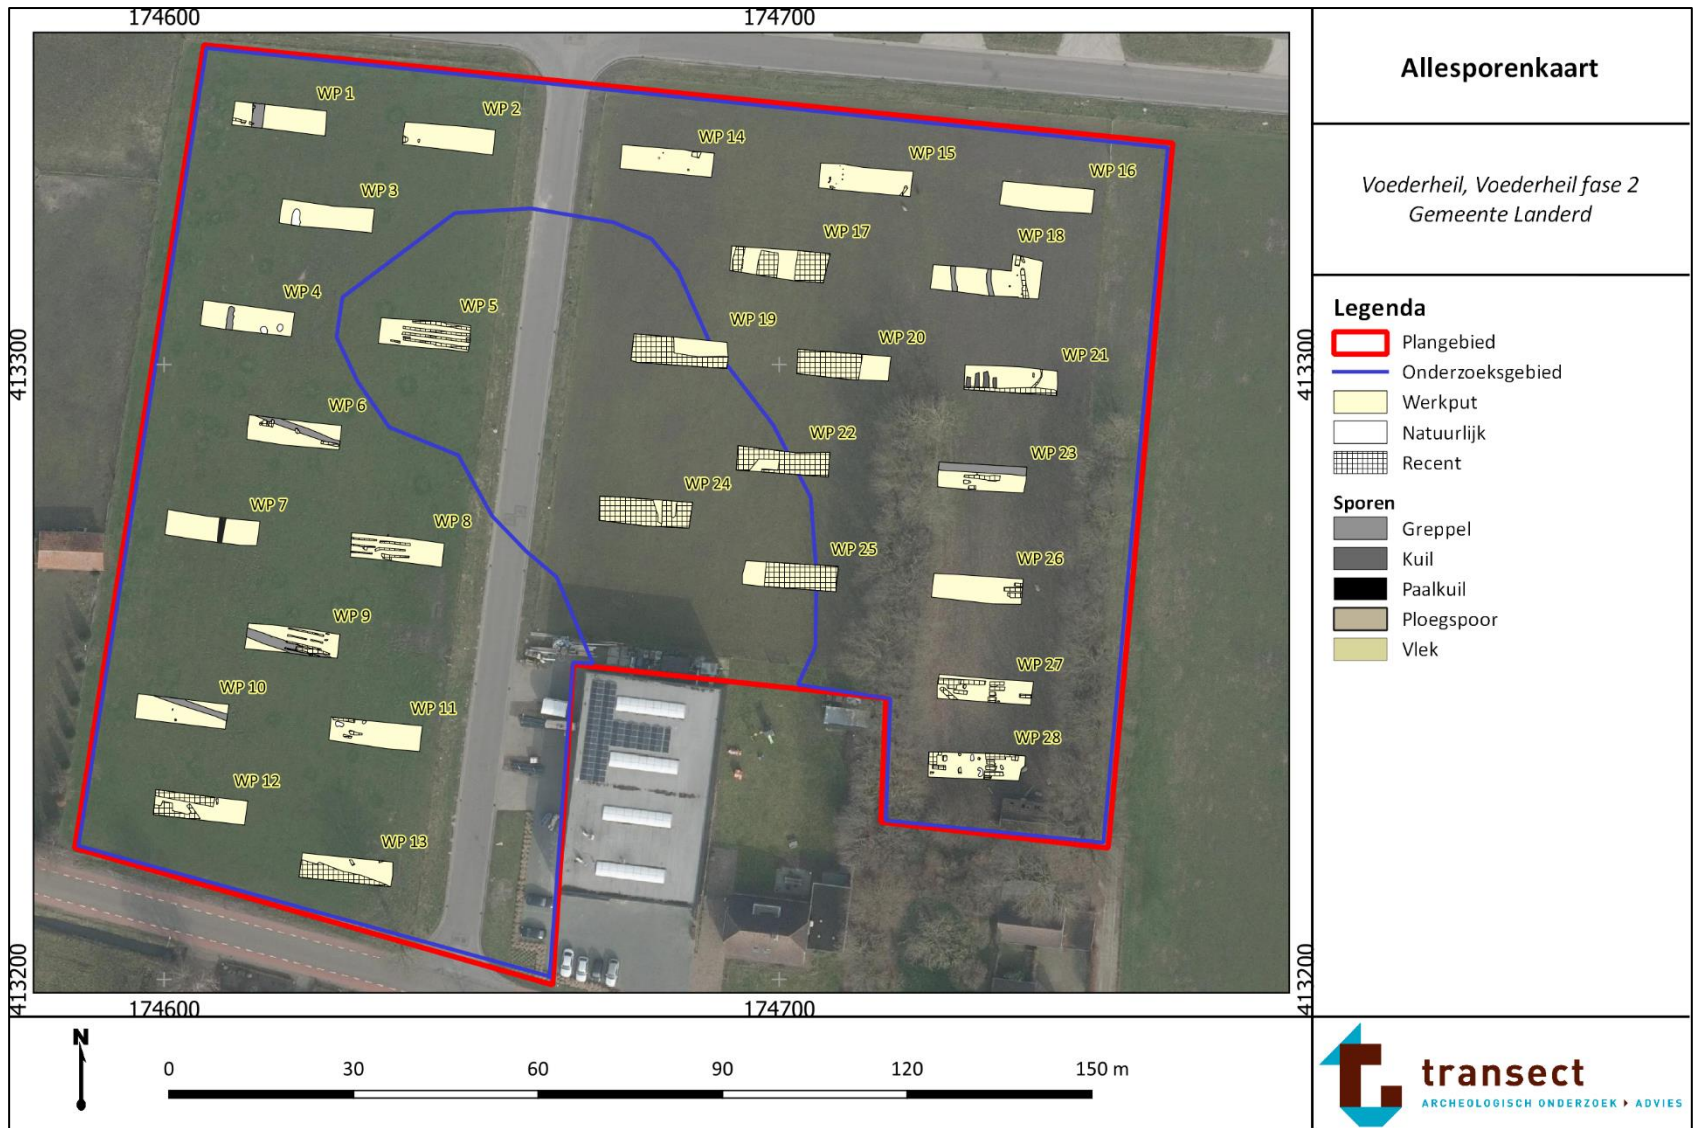 174600
174700
WP 1
WP 2
WP 14
WP 15
WP 16
WP 3
WP 17
WP 18
WP 4
WP 5
WP 19
WP 20
WP 21
413300
413300
WP 6
WP 22
WP 23
WP 24
WP 7
WP 8
WP 25
WP 26
WP 9
WP 27
WP 10
WP 11
WP 28
WP 12
WP 13
413200
413200
174600
174700
N
0 30 60 90 120 150 m
Allesporenkaart
Voederheil, Voederheil fase 2
Gemeente Landerd
Legenda
Plangebied
Onderzoeksgebied
Werkput
Natuurlijk
Recent
Sporen
Greppel
Kuil
Paalkuil
Ploegspoor
Vlek
transect
ARCHEOLOGISCH ONDERZOEK ▸ ADVIES